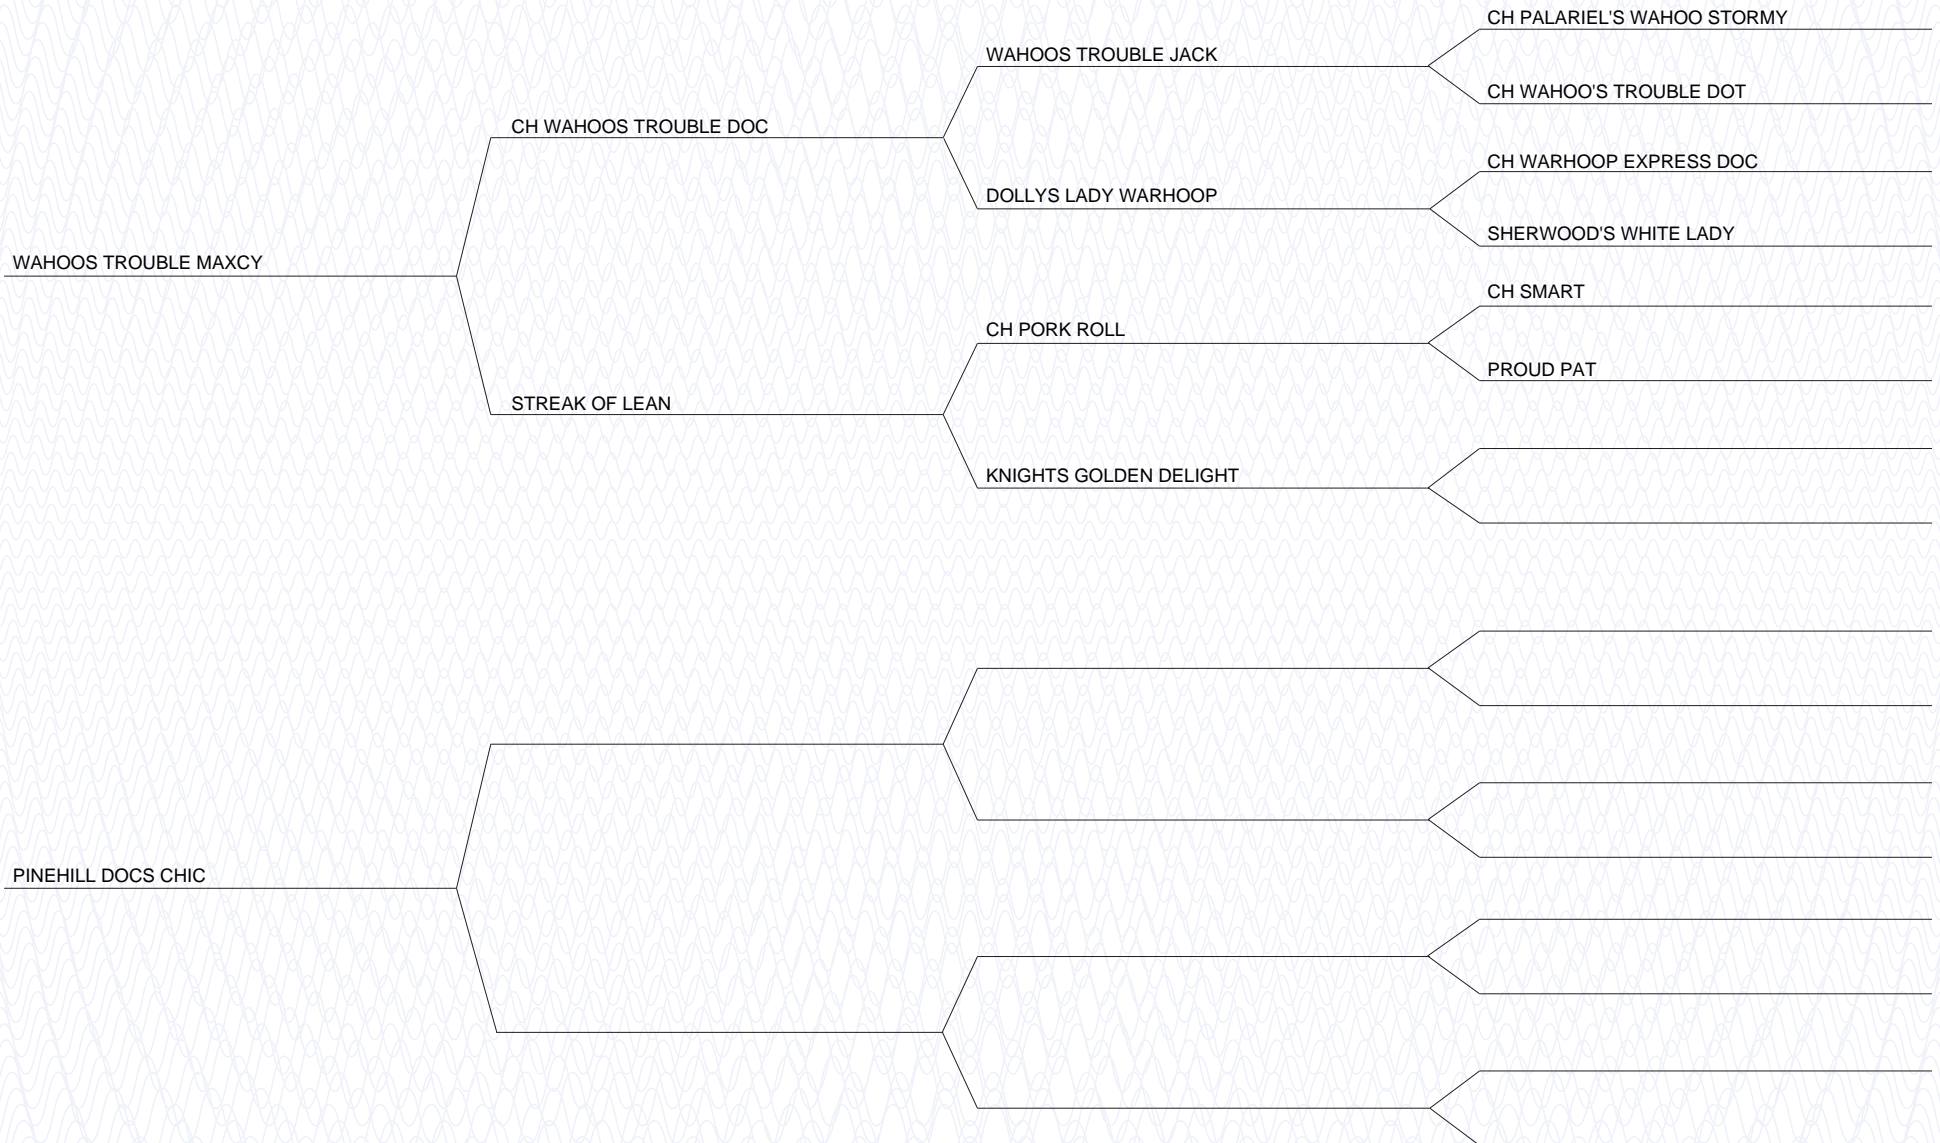 CH PALARIEL'S WAHOO STORMY
WAHOOS TROUBLE JACK
CH WAHOO'S TROUBLE DOT
CH WAHOOS TROUBLE DOC
CH WARHOOP EXPRESS DOC
DOLLYS LADY WARHOOP
SHERWOOD'S WHITE LADY
WAHOOS TROUBLE MAXCY
CH SMART
CH PORK ROLL
PROUD PAT
STREAK OF LEAN
KNIGHTS GOLDEN DELIGHT
PINEHILL DOCS CHIC